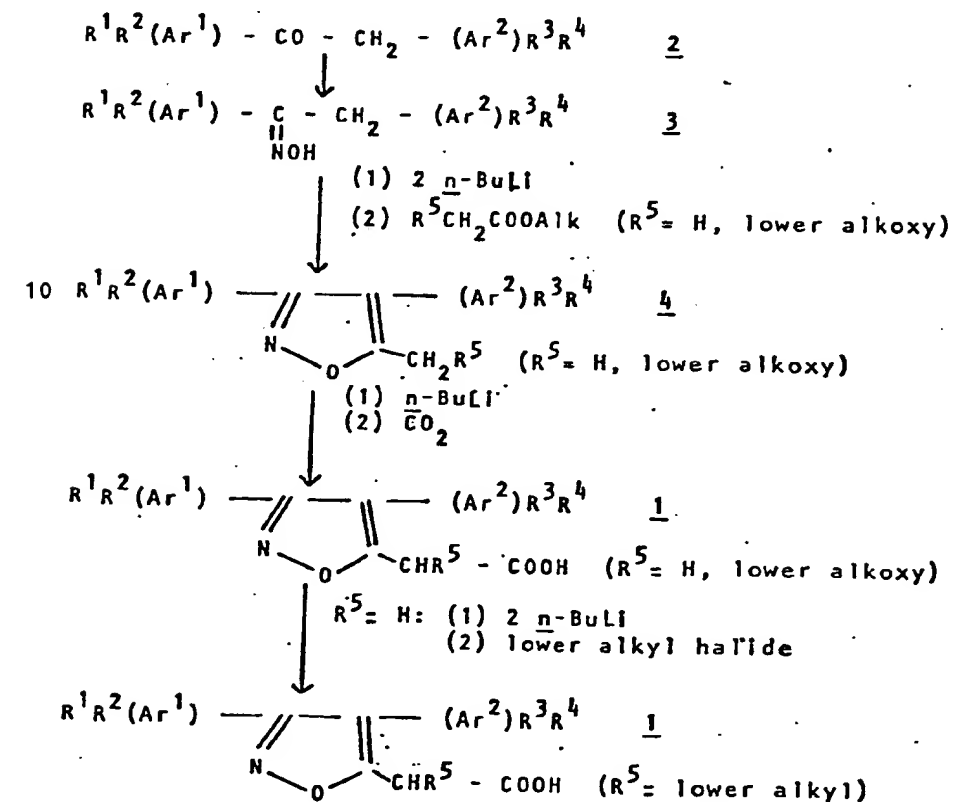 R¹R²(Ar¹) - CO - CH₂ - (Ar²)R³R⁴ 2
R¹R²(Ar¹) - C - CH₂ - (Ar²)R³R⁴ 3
NOH
(1) 2 n-BuLi
(2) R⁵CH₂COOAlk (R⁵= H, lower alkoxy)
10 R¹R²(Ar¹) (Ar²)R³R⁴ 4
N O CH₂R⁵ (R⁵= H, lower alkoxy)
(1) n-BuLi
(2) CO₂
R¹R²(Ar¹) (Ar²)R³R⁴ 1
N O CHR⁵ - COOH (R⁵= H, lower alkoxy)
R⁵= H: (1) 2 n-BuLi
(2) lower alkyl halide
R¹R²(Ar¹) (Ar²)R³R⁴ 1
N O CHR⁵ - COOH (R⁵= lower alkyl)